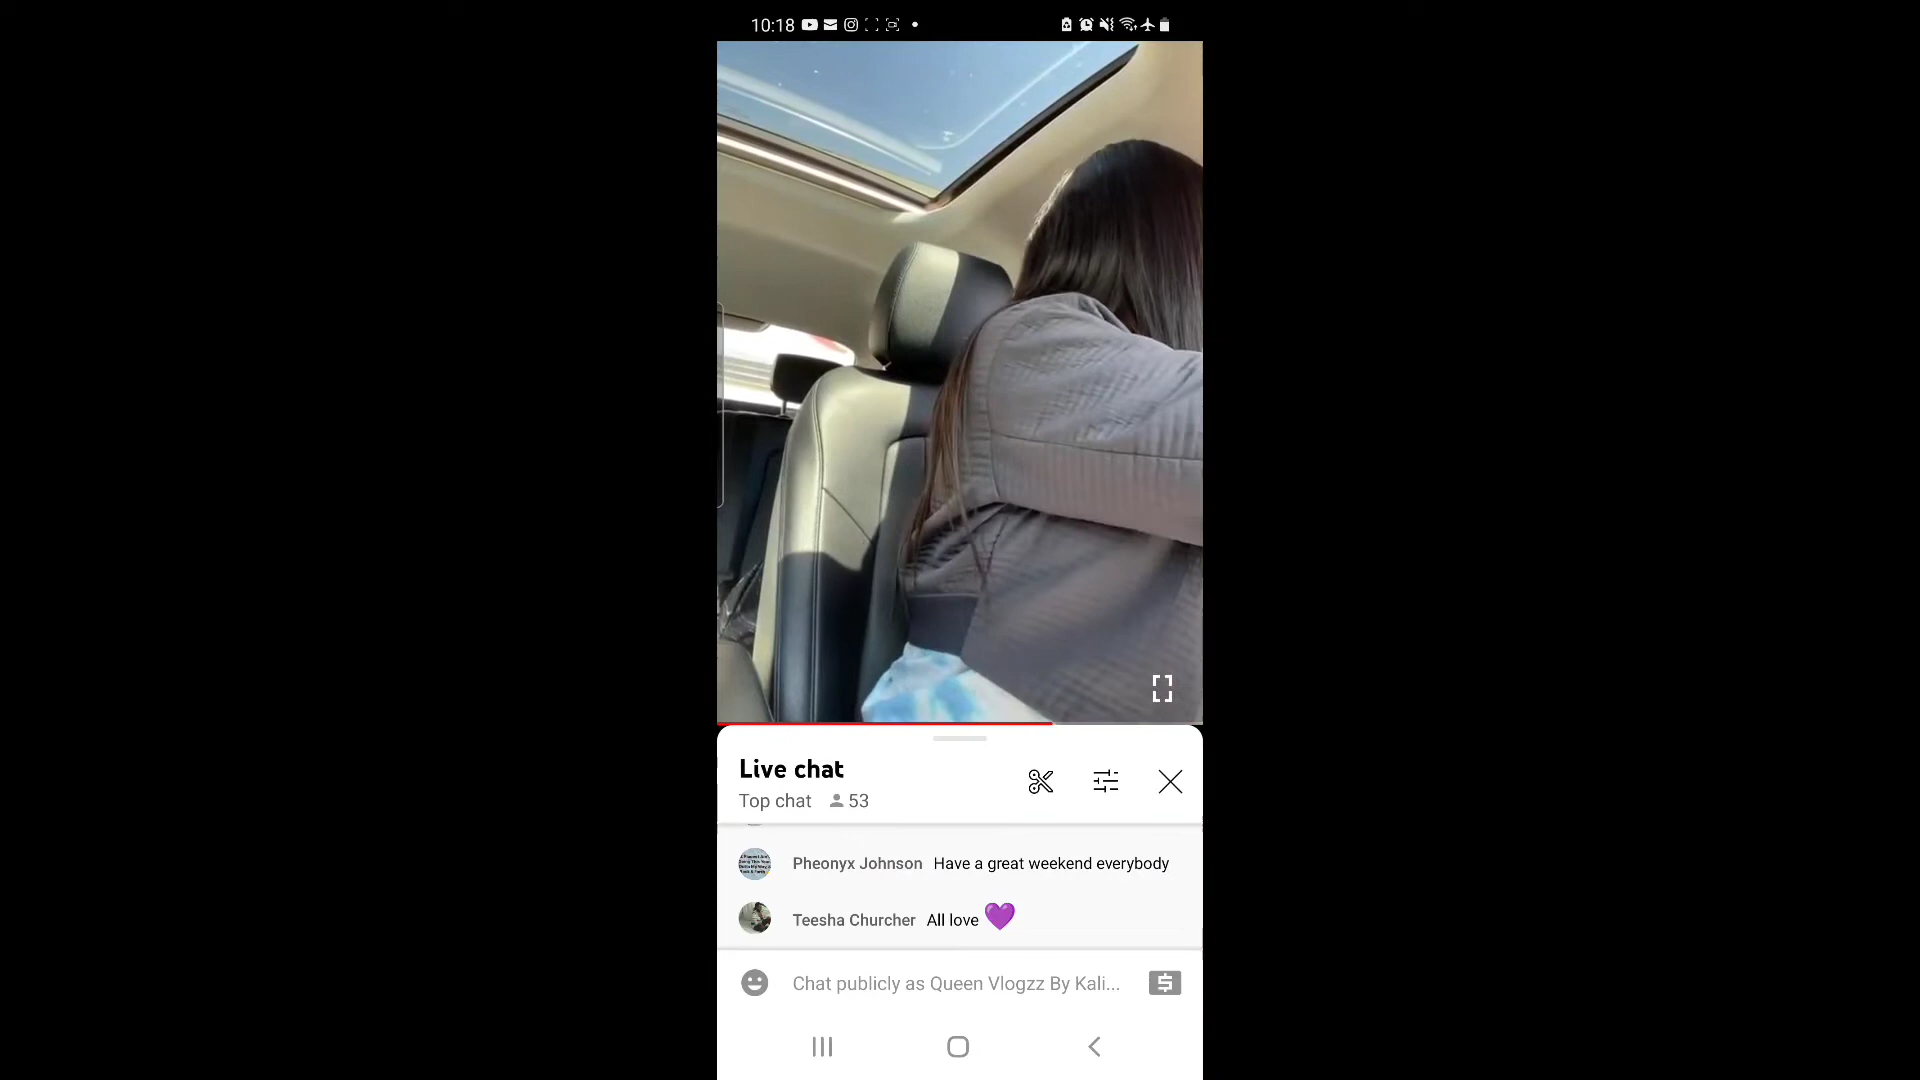 10:18
Live chat
Top chat 53
Pheonyx Johnson Have a great weekend everybody
Teesha Churcher All love 💜
Chat publicly as Queen Vlogzz By Kali...